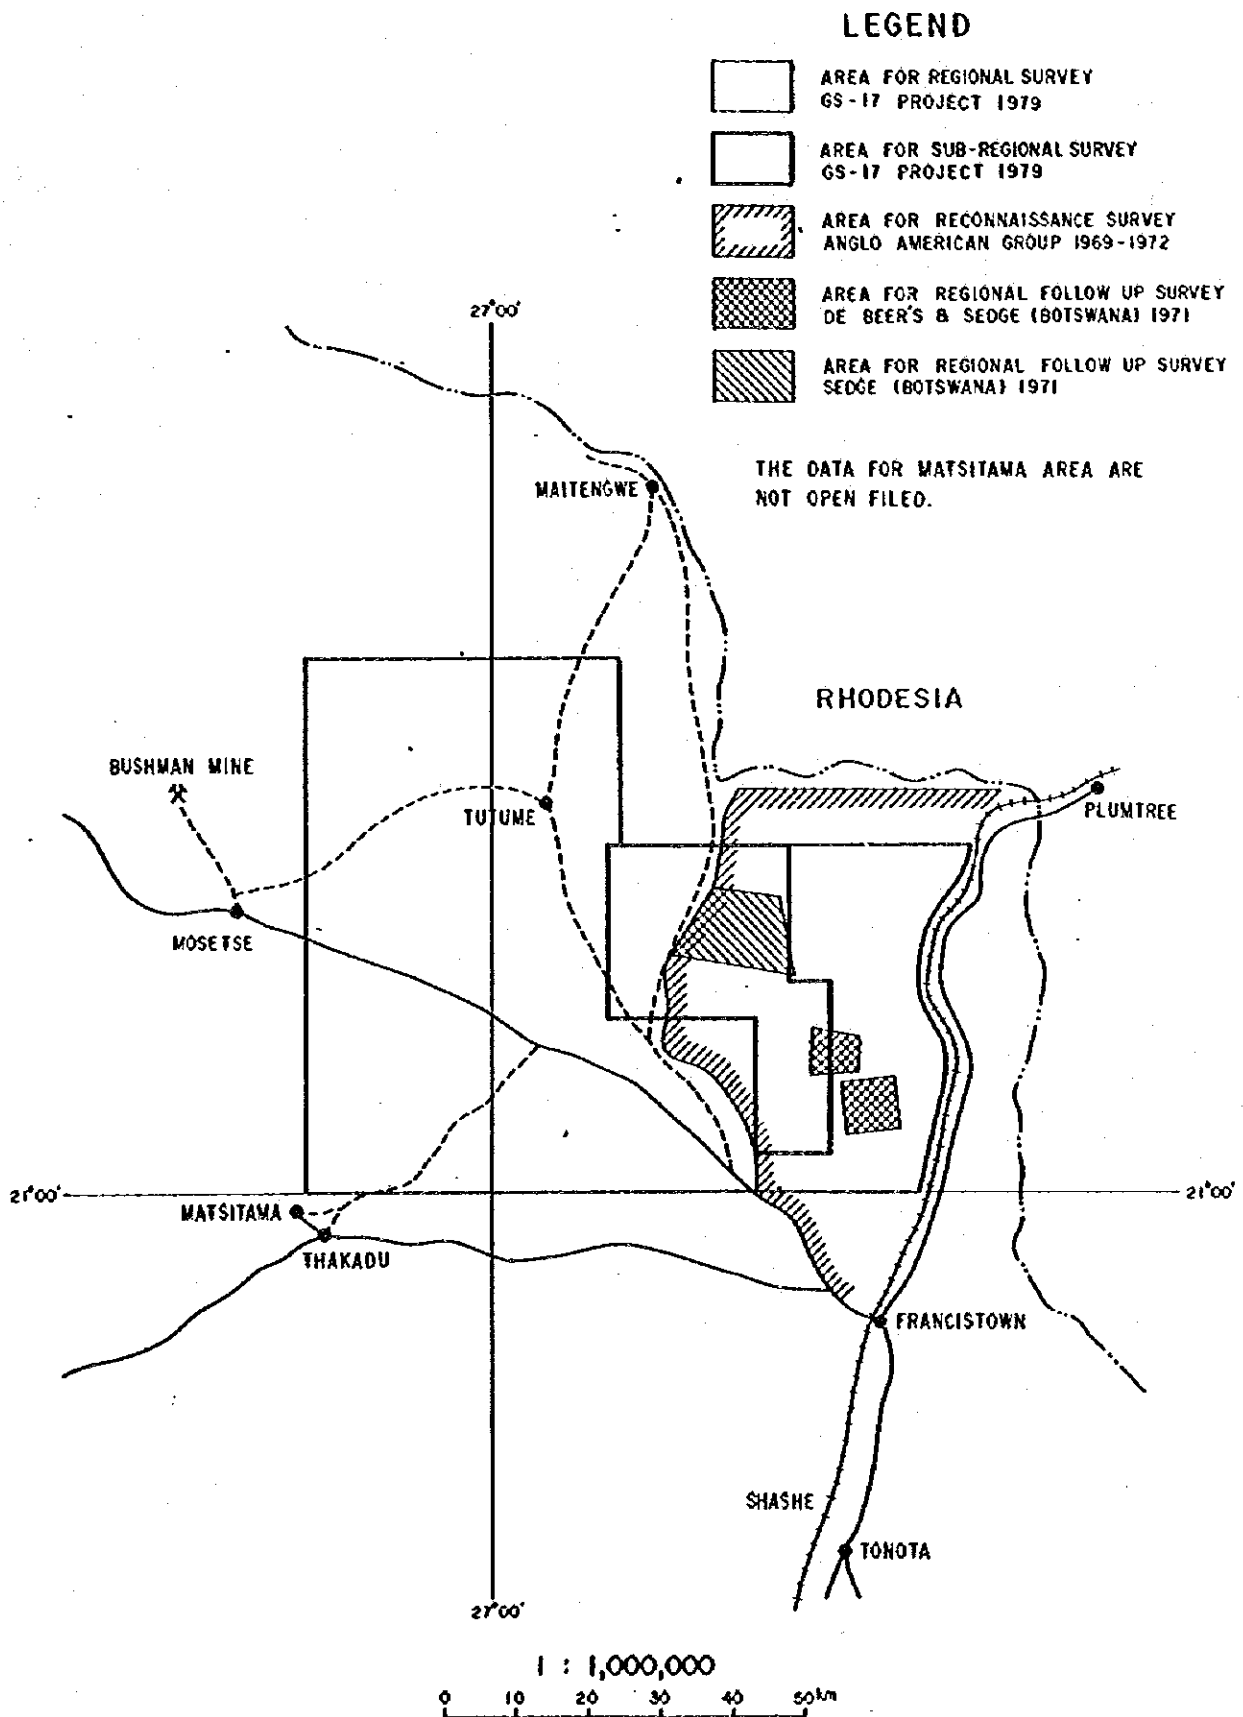 LEGEND
AREA FOR REGIONAL SURVEY
GS-17 PROJECT 1979
AREA FOR SUB-REGIONAL SURVEY
GS-17 PROJECT 1979
AREA FOR RECONNAISSANCE SURVEY
ANGLO AMERICAN GROUP 1969-1972
AREA FOR REGIONAL FOLLOW UP SURVEY
DE BEER'S & SEDGE (BOTSWANA) 1971
AREA FOR REGIONAL FOLLOW UP SURVEY
SEDGE (BOTSWANA) 1971
THE DATA FOR MATSITAMA AREA ARE
NOT OPEN FILED.
27°00'
MAITENGWE
RHODESIA
BUSHMAN MINE
TUTUME
PLUMTREE
MOSETSE
21°00'
21°00'
MATSITAMA
THAKADU
FRANCISTOWN
SHASHE
TONOTA
27°00'
1 : 1,000,000
0 10 20 30 40 50km